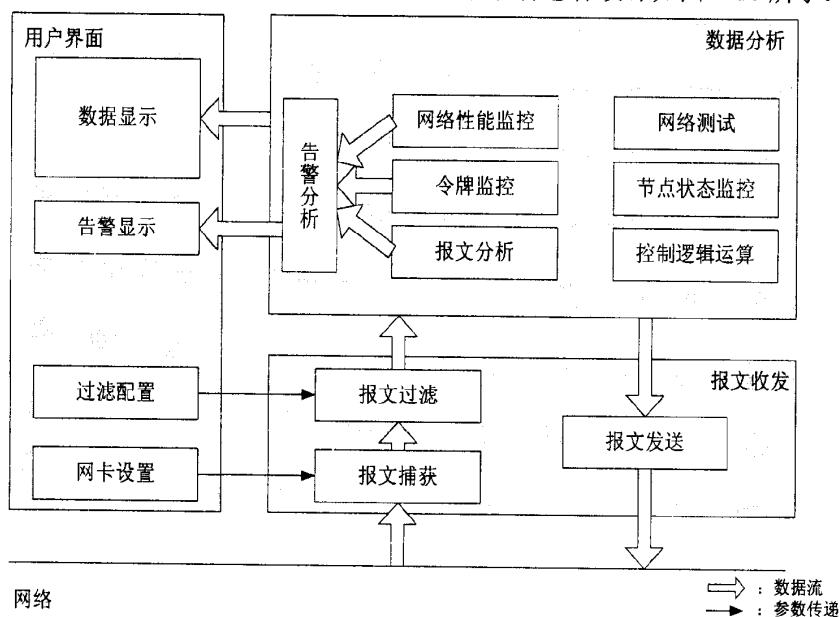 用户界面
数据显示
告警显示
过滤配置
网卡设置
数据分析
告警分析
网络性能监控
令牌监控
报文分析
网络测试
节点状态监控
控制逻辑运算
报文收发
报文过滤
报文捕获
报文发送
网络
：数据流
：参数传递